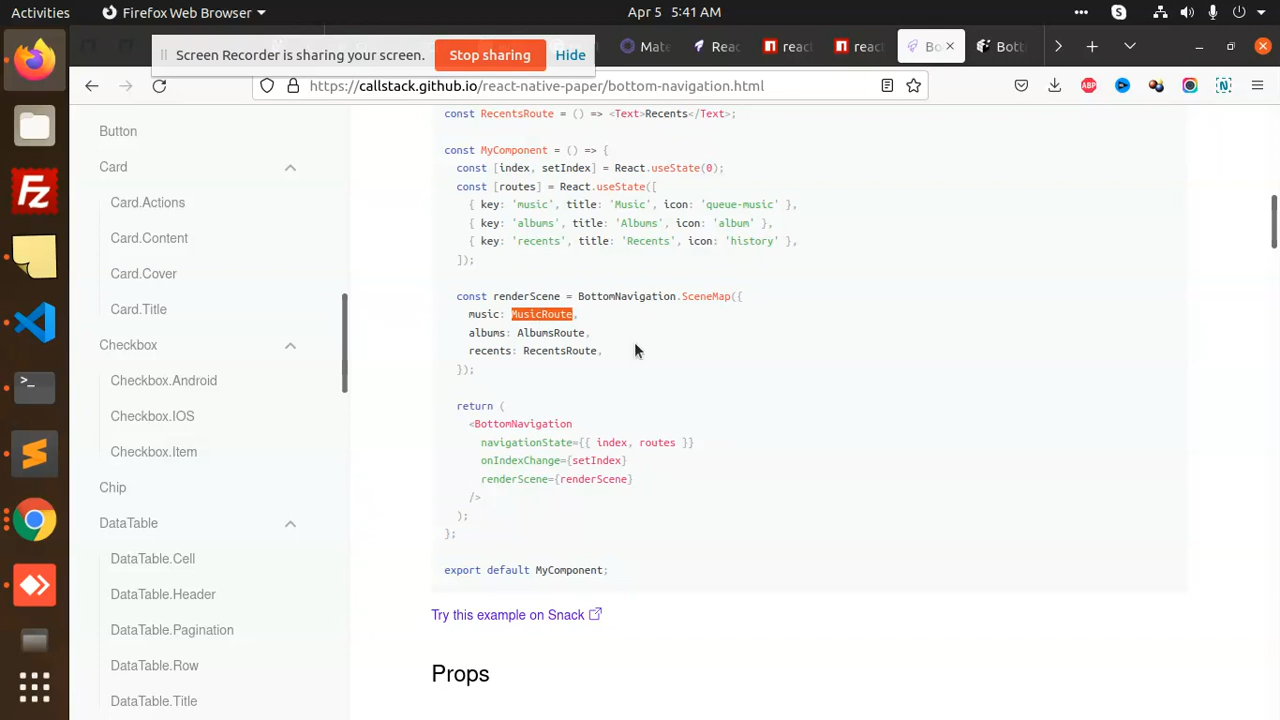 Activities
Firefox Web Browser
Apr 5  5:41 AM
Screen Recorder is sharing your screen.
Stop sharing
Hide
Mate
Reac
react
react
Bo
Bott
https://callstack.github.io/react-native-paper/bottom-navigation.html
Button
Card
Card.Actions
Card.Content
Card.Cover
Card.Title
Checkbox
Checkbox.Android
Checkbox.IOS
Checkbox.Item
Chip
DataTable
DataTable.Cell
DataTable.Header
DataTable.Pagination
DataTable.Row
DataTable.Title
const RecentsRoute = () => <Text>Recents</Text>;
const MyComponent = () => {
const [index, setIndex] = React.useState(0);
const [routes] = React.useState([
{ key: 'music', title: 'Music', icon: 'queue-music' },
{ key: 'albums', title: 'Albums', icon: 'album' },
{ key: 'recents', title: 'Recents', icon: 'history' },
]);
const renderScene = BottomNavigation.SceneMap({
music: MusicRoute,
albums: AlbumsRoute,
recents: RecentsRoute,
});
return (
<BottomNavigation
navigationState={{ index, routes }}
onIndexChange={setIndex}
renderScene={renderScene}
/>
);
};
export default MyComponent;
Try this example on Snack
Props